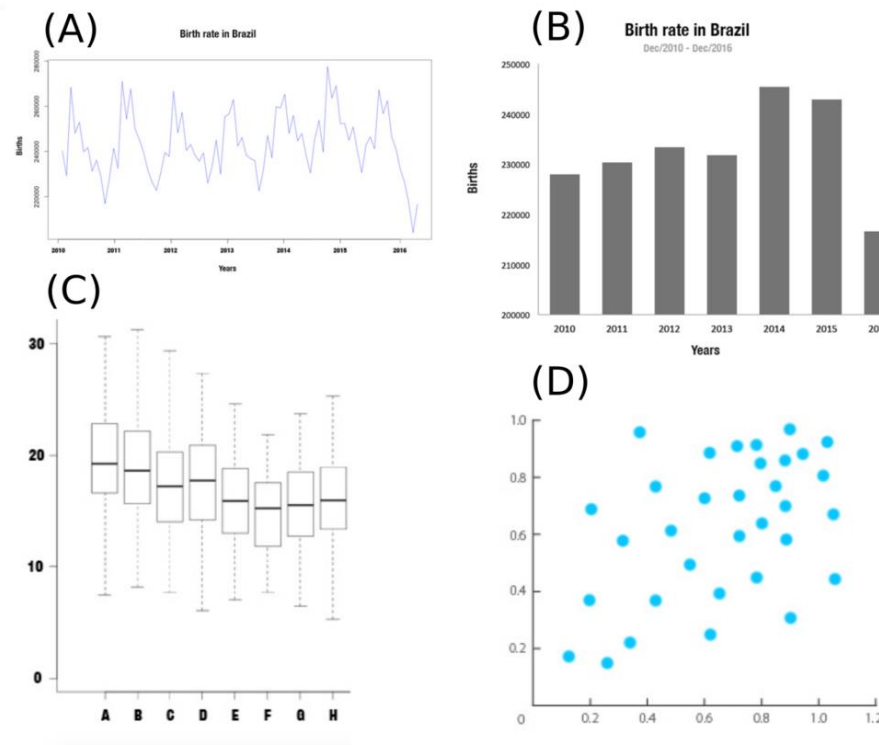 (A)
Birth rate in Brazil
280000
260000
240000
220000
Births
2010 2011 2012 2013 2014 2015 2016
Years
(B)
Birth rate in Brazil
Dec/2010 - Dec/2016
250000
240000
230000
220000
210000
200000
Births
2010 2011 2012 2013 2014 2015 20
Years
(C)
30
20
10
0
A B C D E F G H
(D)
1.0
0.8
0.6
0.4
0.2
0 0.2 0.4 0.6 0.8 1.0 1.2